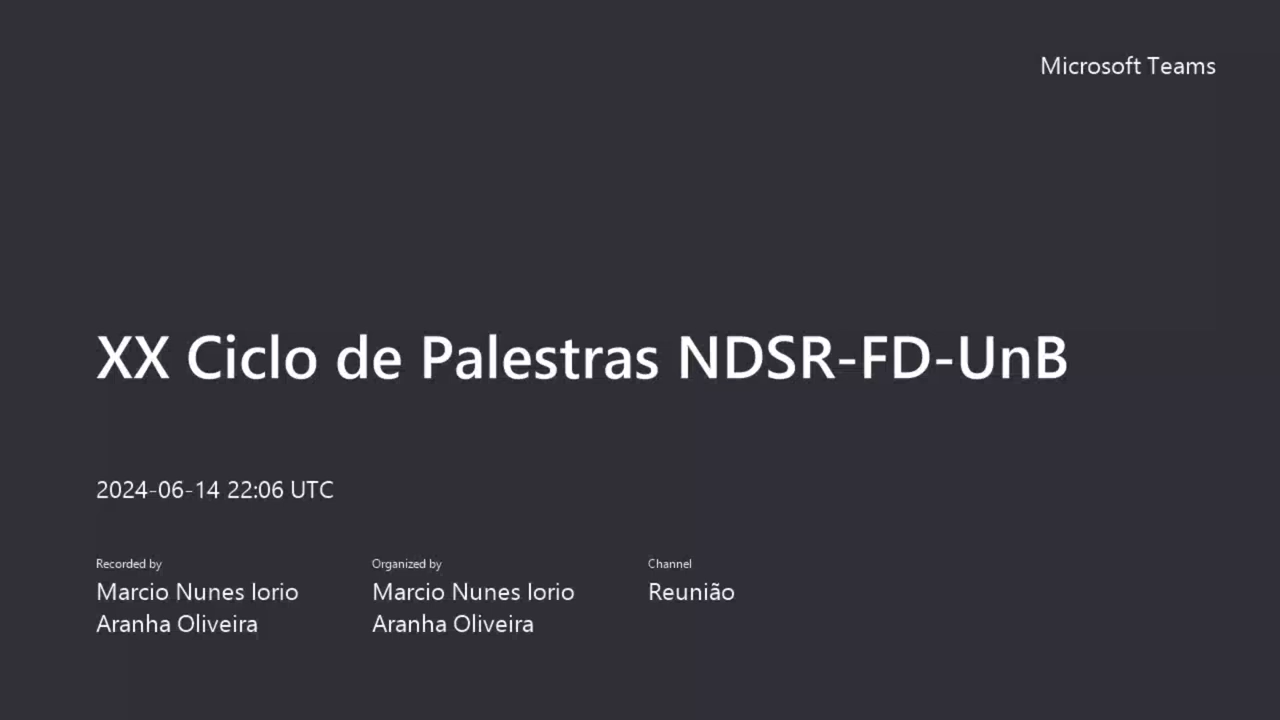 Microsoft Teams
XX Ciclo de Palestras NDSR-FD-UnB
2024-06-14 22:06 UTC
Recorded by
Marcio Nunes Iorio
Aranha Oliveira
Organized by
Marcio Nunes Iorio
Aranha Oliveira
Channel
Reunião